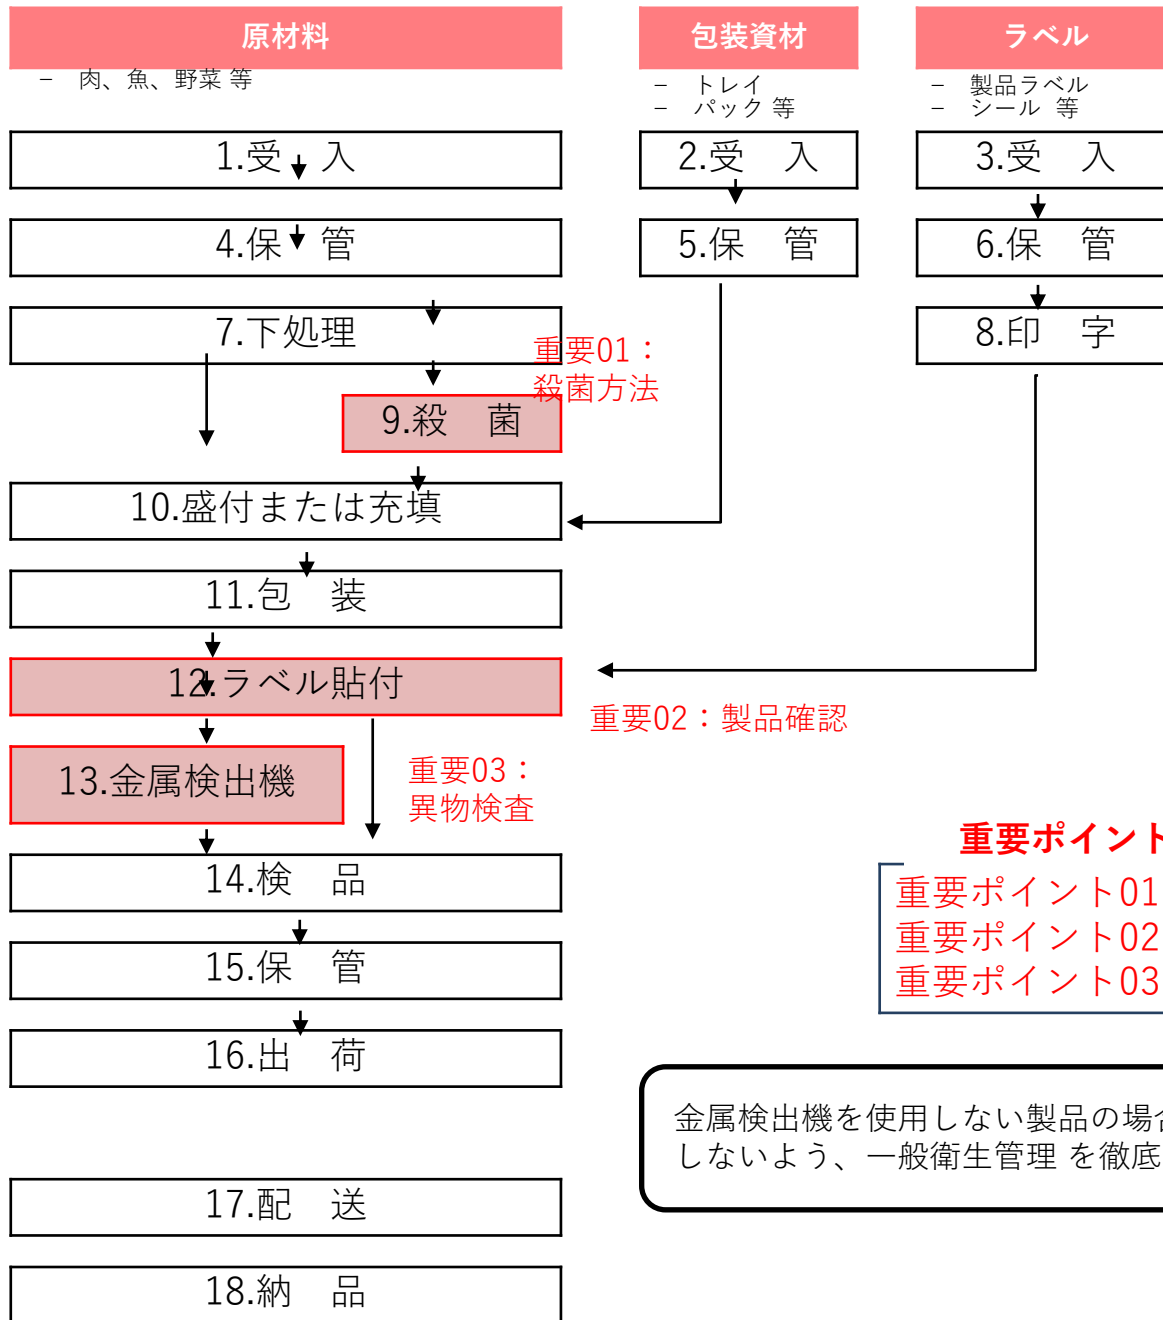 原材料
包装資材
ラベル
－ 肉、魚、野菜 等
－ トレイ
－ パック 等
－ 製品ラベル
－ シール 等
1.受　入
2.受　入
3.受　入
4.保　管
5.保　管
6.保　管
7.下処理
8.印　字
重要01：
殺菌方法
9.殺　菌
10.盛付または充填
11.包　装
12.ラベル貼付
重要02：製品確認
13.金属検出機
重要03：
異物検査
14.検　品
15.保　管
16.出　荷
17.配　送
18.納　品
重要ポイント
重要ポイント01
重要ポイント02
重要ポイント03
金属検出機を使用しない製品の場合
しないよう、一般衛生管理 を徹底